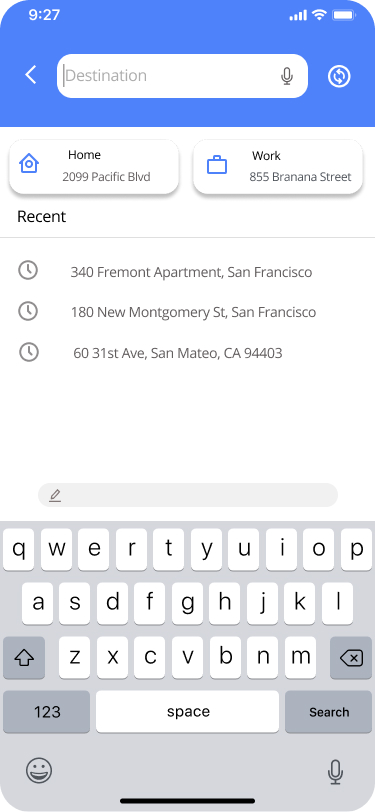 9:27
Destination
Home
2099 Pacific Blvd
Work
855 Branana Street
Recent
340 Fremont Apartment, San Francisco
180 New Montgomery St, San Francisco
60 31st Ave, San Mateo, CA 94403
q w e r t y u i o p
a s d f g h j k l
z x c v b n m
123 space Search